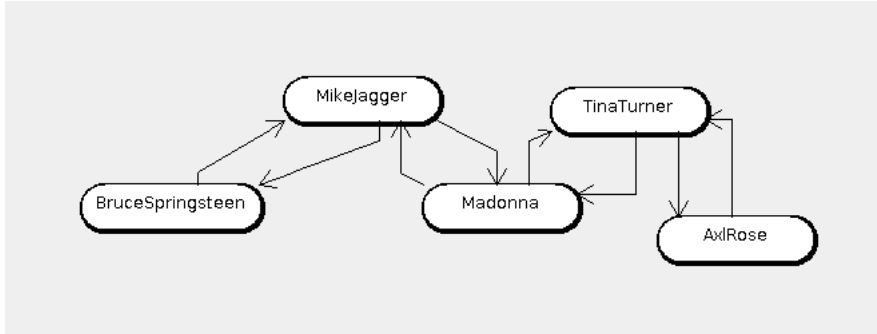 MikeJagger
TinaTurner
BruceSpringsteen
Madonna
AxlRose